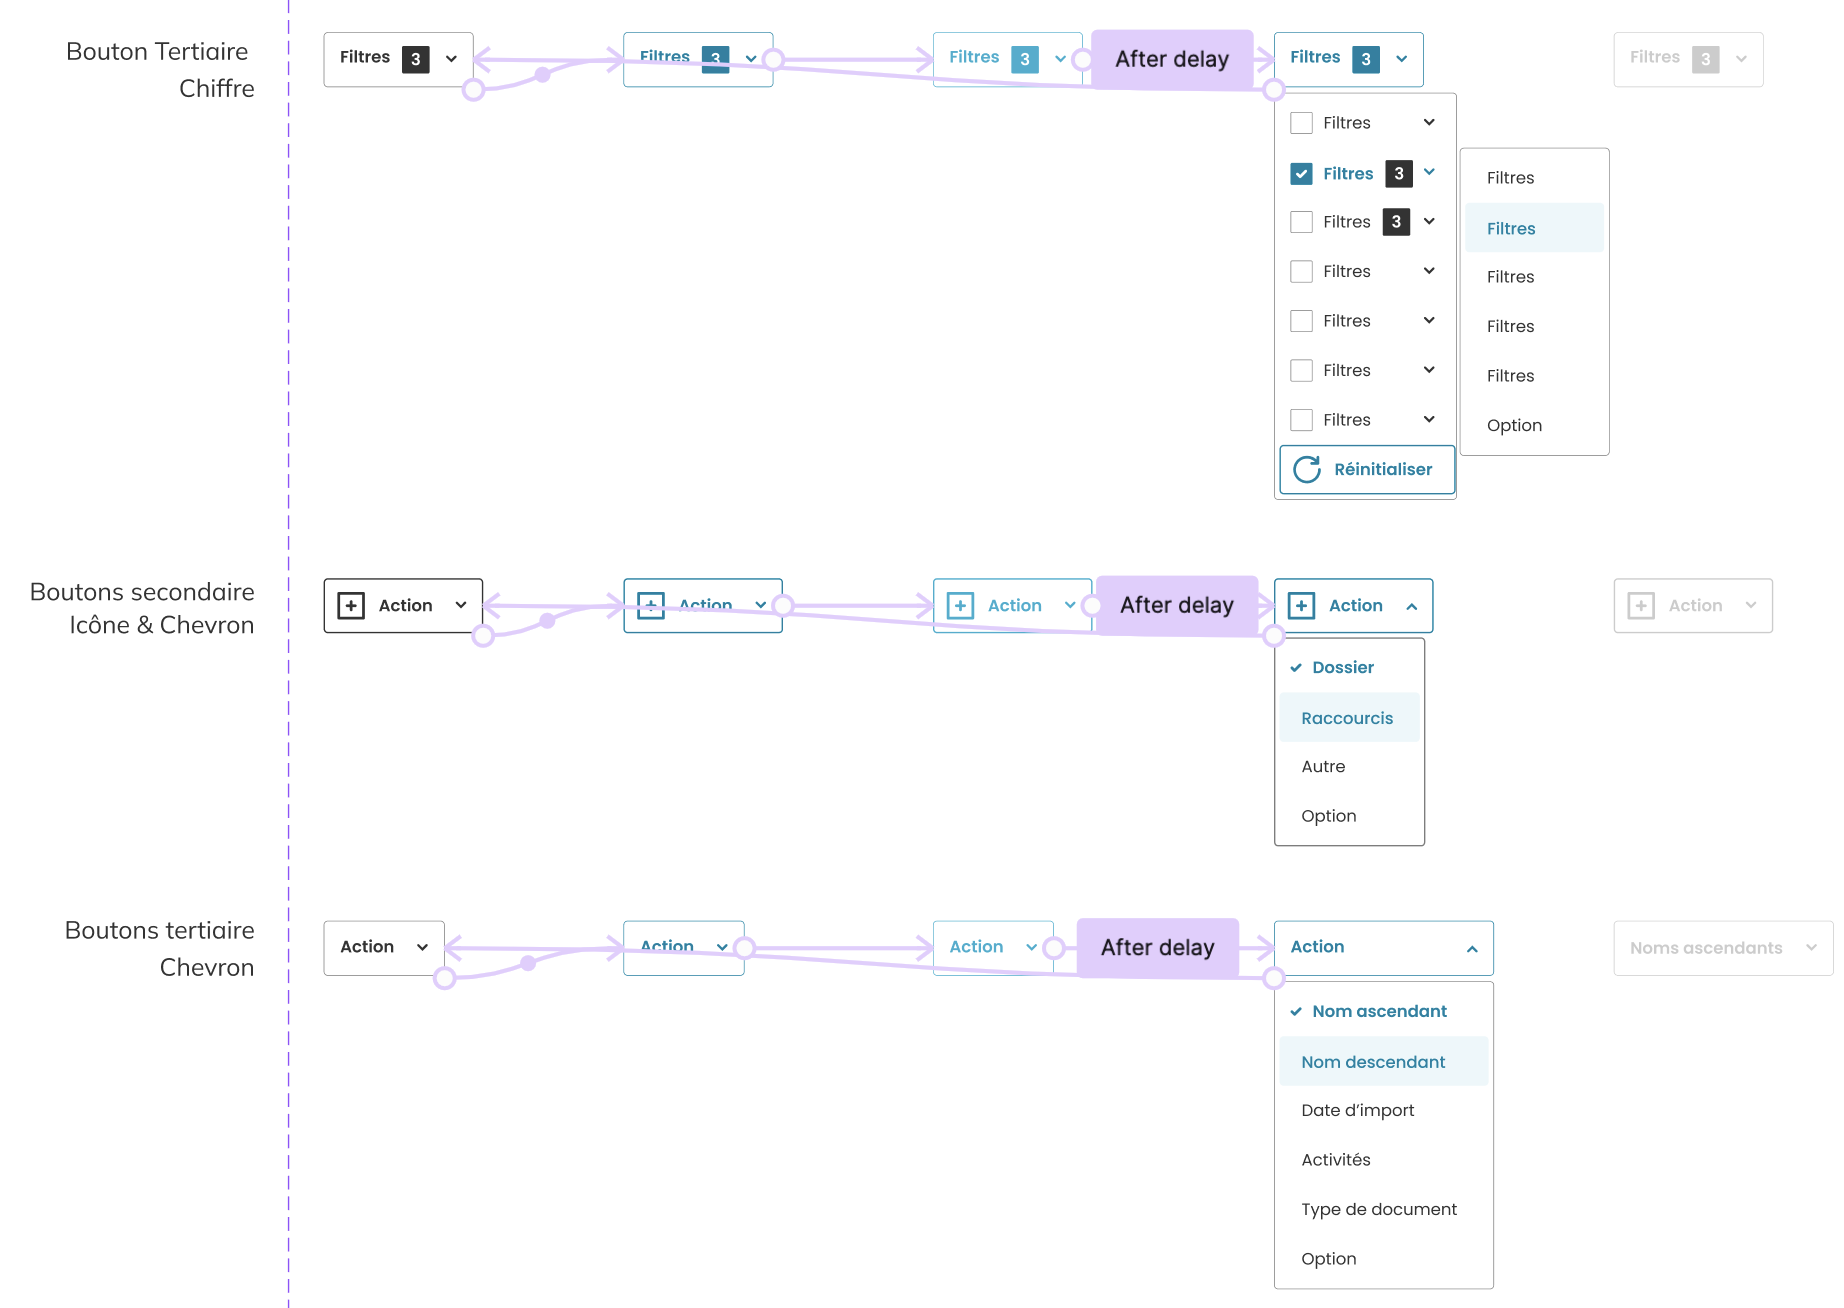 Bouton Tertiaire
Chiffre
Filtres 3
Filtres 3
Filtres 3
After delay
Filtres 3
Filtres 3
Filtres
Filtres 3
Filtres 3
Filtres
Filtres
Filtres
Filtres
Réinitialiser
Filtres
Filtres
Filtres
Filtres
Filtres
Option
Boutons secondaire
Icône & Chevron
Action
Action
Action
After delay
Action
Action
Dossier
Raccourcis
Autre
Option
Boutons tertiaire
Chevron
Action
Action
Action
After delay
Action
Noms ascendants
Nom ascendant
Nom descendant
Date d’import
Activités
Type de document
Option